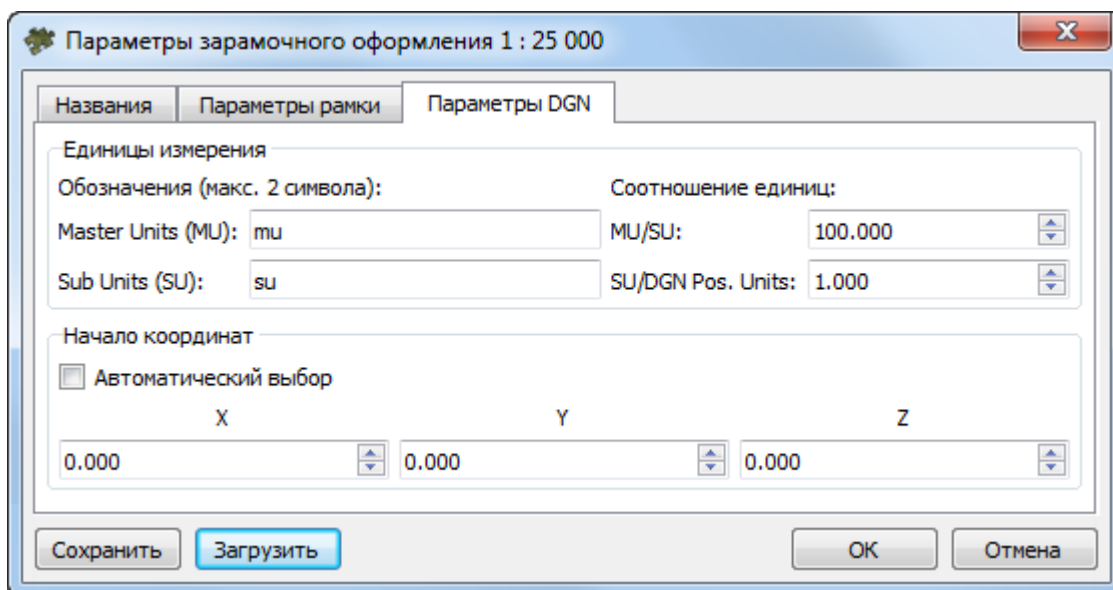 Параметры зарамочного оформления 1 : 25 000
Названия Параметры рамки Параметры DGN
Единицы измерения
Обозначения (макс. 2 символа): Соотношение единиц:
Master Units (MU): mu MU/SU: 100.000
Sub Units (SU): su SU/DGN Pos. Units: 1.000
Начало координат
Автоматический выбор
X Y Z
0.000 0.000 0.000
Сохранить Загрузить OK Отмена